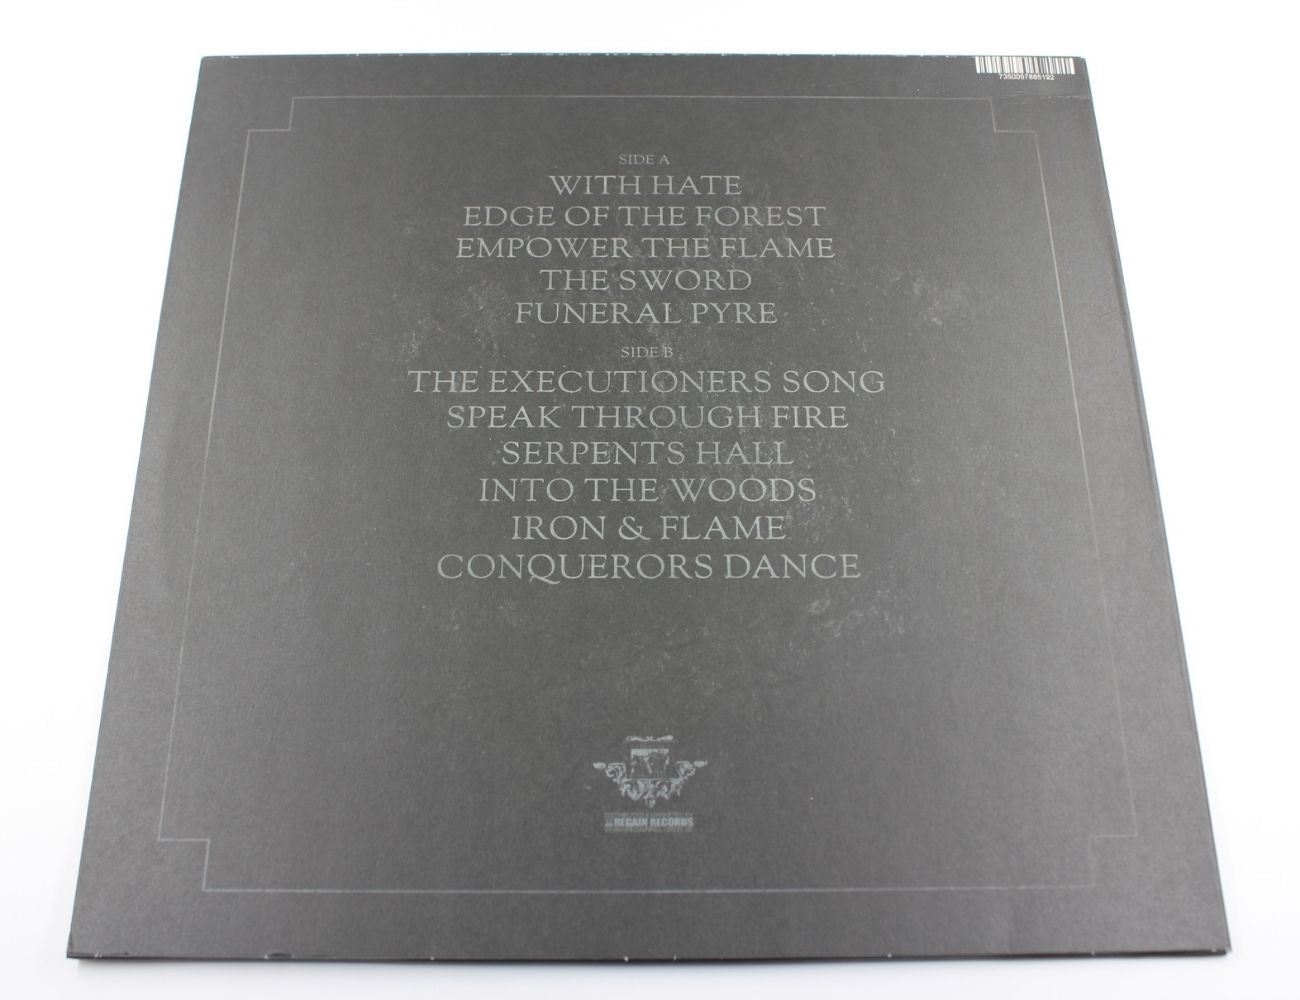 7350057885192
SIDE A
WITH HATE
EDGE OF THE FOREST
EMPOWER THE FLAME
THE SWORD
FUNERAL PYRE
SIDE B
THE EXECUTIONERS SONG
SPEAK THROUGH FIRE
SERPENTS HALL
INTO THE WOODS
IRON & FLAME
CONQUERORS DANCE
REGAIN RECORDS